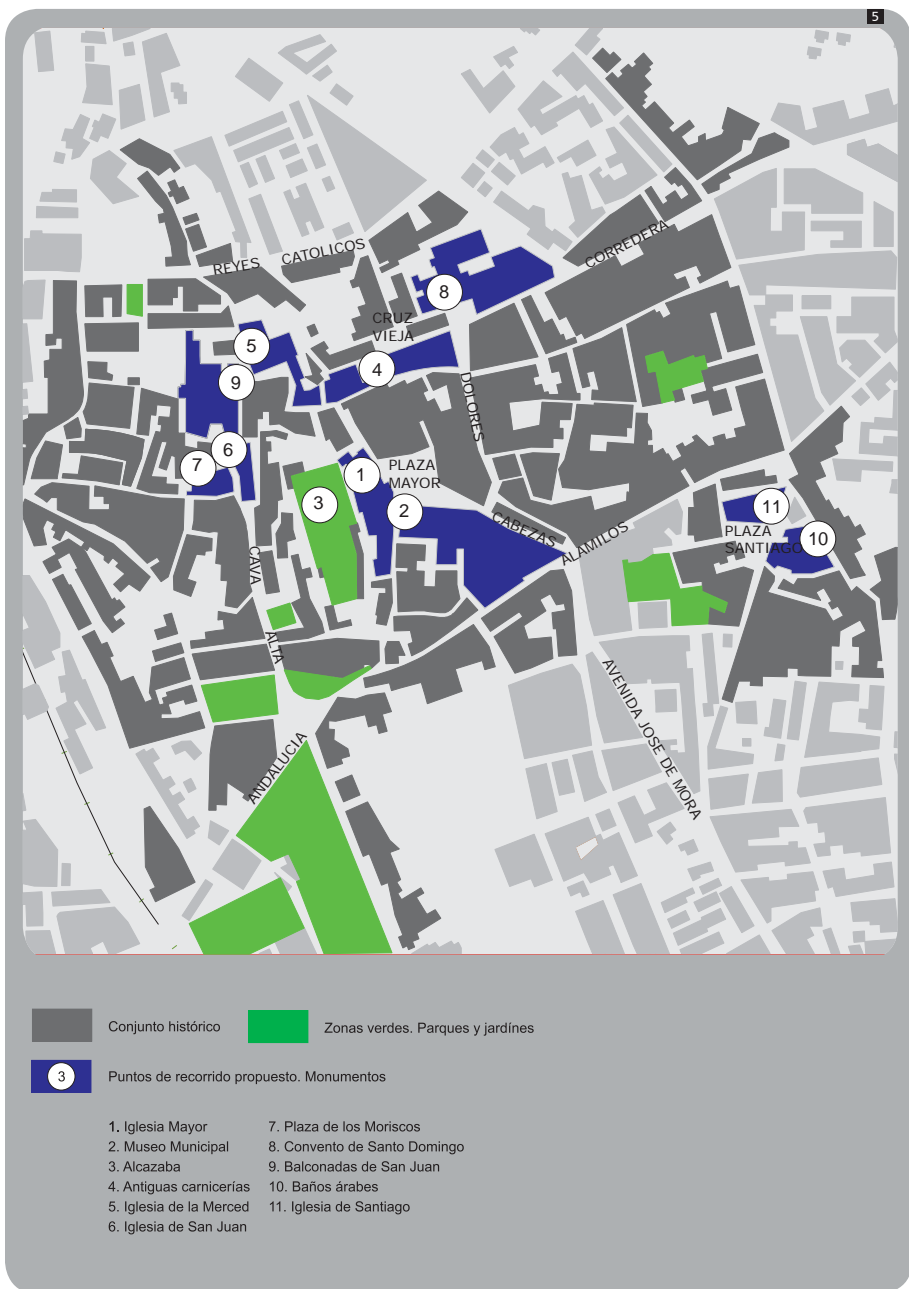 5
REYES
CATOLICOS
CORREDERA
8
CRUZ
VIEJA
5
4
9
DOLORES
6
7
1
PLAZA
MAYOR
3
2
CABEZAS
ALAMILOS
11
PLAZA
SANTIAGO
10
CAVA
ALTA
AVENIDA JOSE DE MORA
ANDALUCIA
Conjunto histórico
Zonas verdes. Parques y jardínes
3
Puntos de recorrido propuesto. Monumentos
1. Iglesia Mayor
2. Museo Municipal
3. Alcazaba
4. Antiguas carnicerías
5. Iglesia de la Merced
6. Iglesia de San Juan
7. Plaza de los Moriscos
8. Convento de Santo Domingo
9. Balconadas de San Juan
10. Baños árabes
11. Iglesia de Santiago